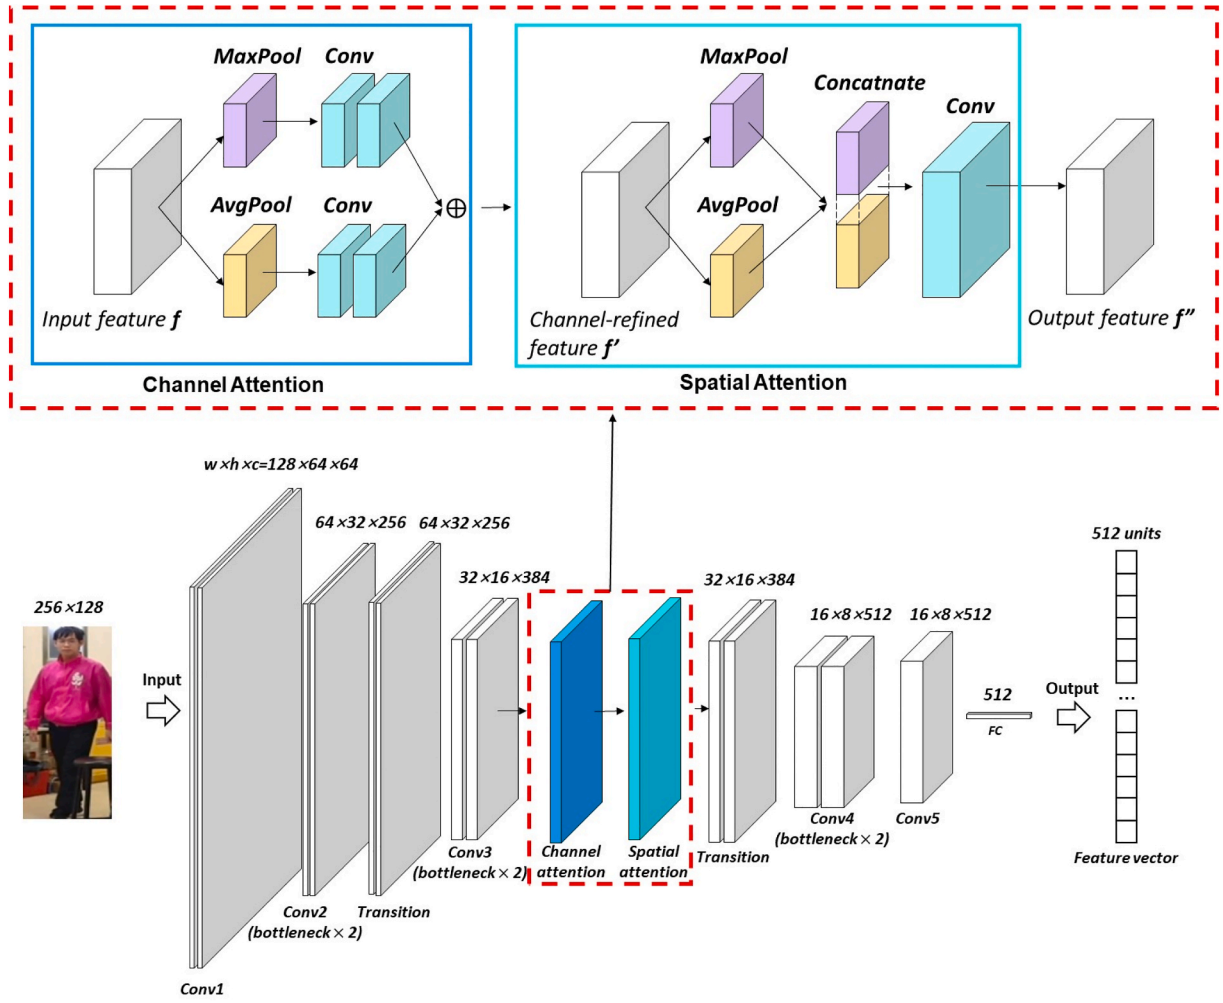 MaxPool
Conv
AvgPool
Conv
Input feature f
Channel Attention
MaxPool
Concatnate
Conv
AvgPool
Channel-refined
feature f’
Output feature f”
Spatial Attention
w×h×c=128×64×64
64×32×256
64×32×256
32×16×384
32×16×384
16×8×512
16×8×512
512 units
256×128
Input
512
FC
Output
...
Conv1
Conv2
(bottleneck×2)
Transition
Conv3
(bottleneck×2)
Channel
attention
Spatial
attention
Transition
Conv4
(bottleneck×2)
Conv5
Feature vector